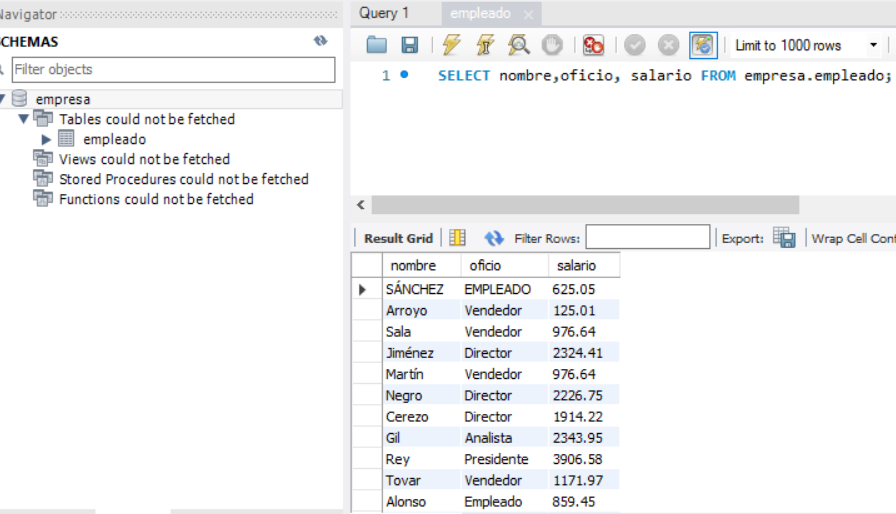 Navigator
SCHEMAS
Filter objects
empresa
Tables could not be fetched
empleado
Views could not be fetched
Stored Procedures could not be fetched
Functions could not be fetched
Query 1 empleado
Limit to 1000 rows
1 SELECT nombre,oficio, salario FROM empresa.empleado;
Result Grid Filter Rows: Export: Wrap Cell Cont
nombre oficio salario
SÁNCHEZ EMPLEADO 625.05
Arroyo Vendedor 125.01
Sala Vendedor 976.64
Jiménez Director 2324.41
Martín Vendedor 976.64
Negro Director 2226.75
Cerezo Director 1914.22
Gil Analista 2343.95
Rey Presidente 3906.58
Tovar Vendedor 1171.97
Alonso Empleado 859.45